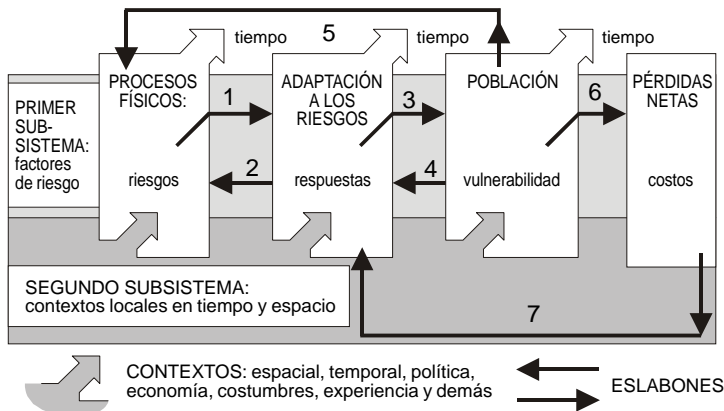 tiempo
5
tiempo
tiempo
PRIMER
SUB-
SISTEMA:
factores
de riesgo
PROCESOS
FÍSICOS:
riesgos
1
2
ADAPTACIÓN
A LOS
RIESGOS
respuestas
3
4
POBLACIÓN
vulnerabilidad
6
PÉRDIDAS
NETAS
costos
SEGUNDO SUBSISTEMA:
contextos locales en tiempo y espacio
7
CONTEXTOS: espacial, temporal, política,
economía, costumbres, experiencia y demás
ESLABONES